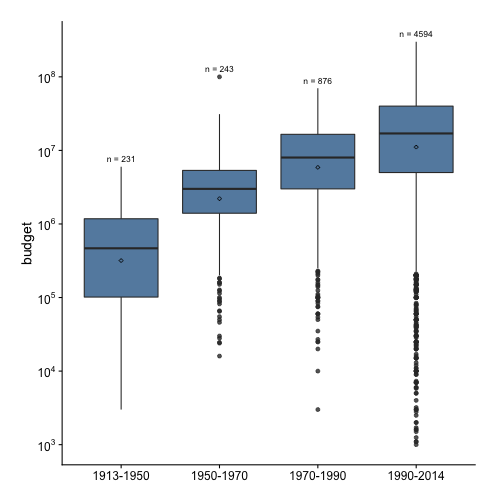 n = 4594
n = 243
n = 876
n = 231
10⁸
10⁷
10⁶
10⁵
10⁴
10³
budget
1913-1950 1950-1970 1970-1990 1990-2014